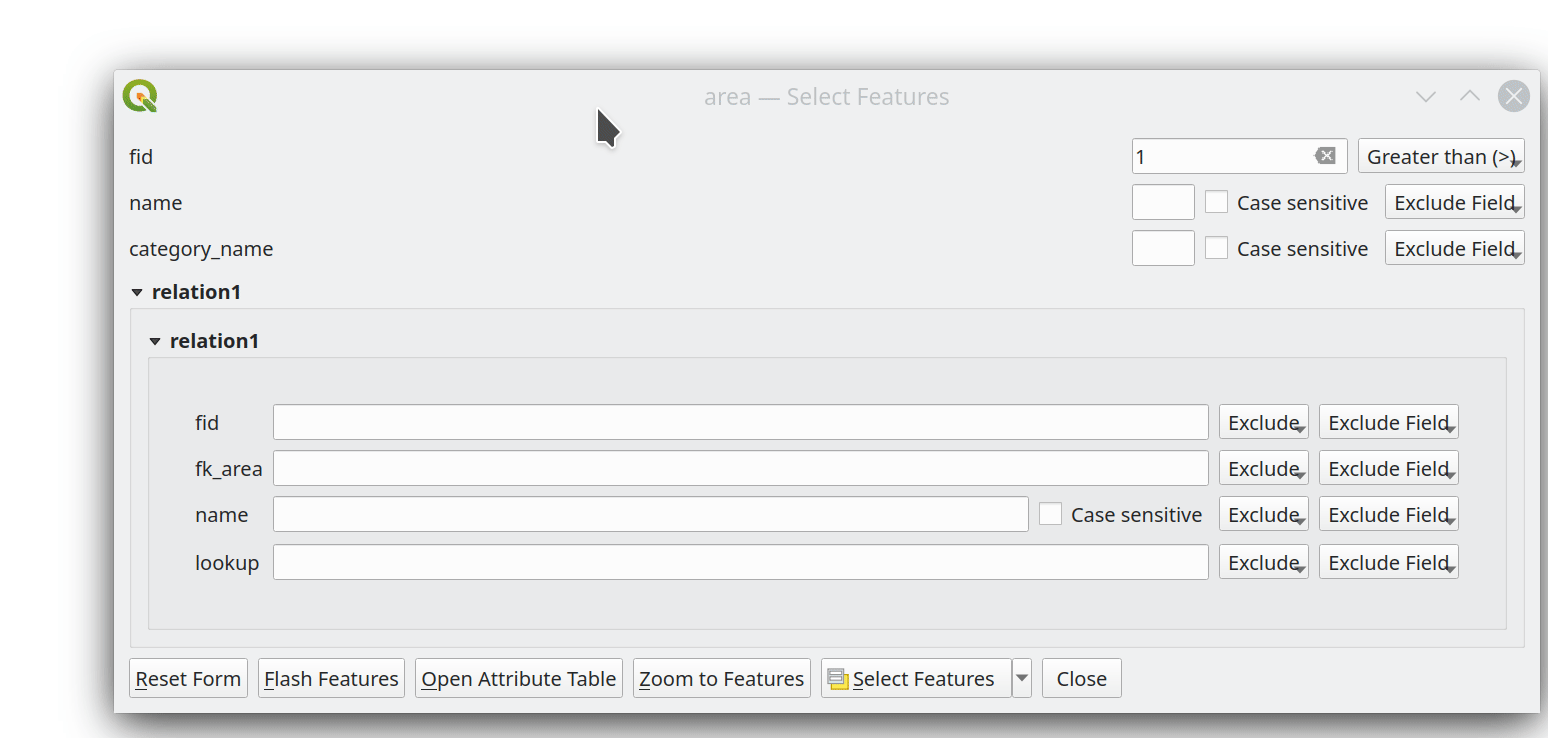 area — Select Features
fid 1 Greater than (>)
name Case sensitive Exclude Field
category_name Case sensitive Exclude Field
relation1
relation1
fid Exclude Exclude Field
fk_area Exclude Exclude Field
name Case sensitive Exclude Exclude Field
lookup Exclude Exclude Field
Reset Form Flash Features Open Attribute Table Zoom to Features Select Features Close